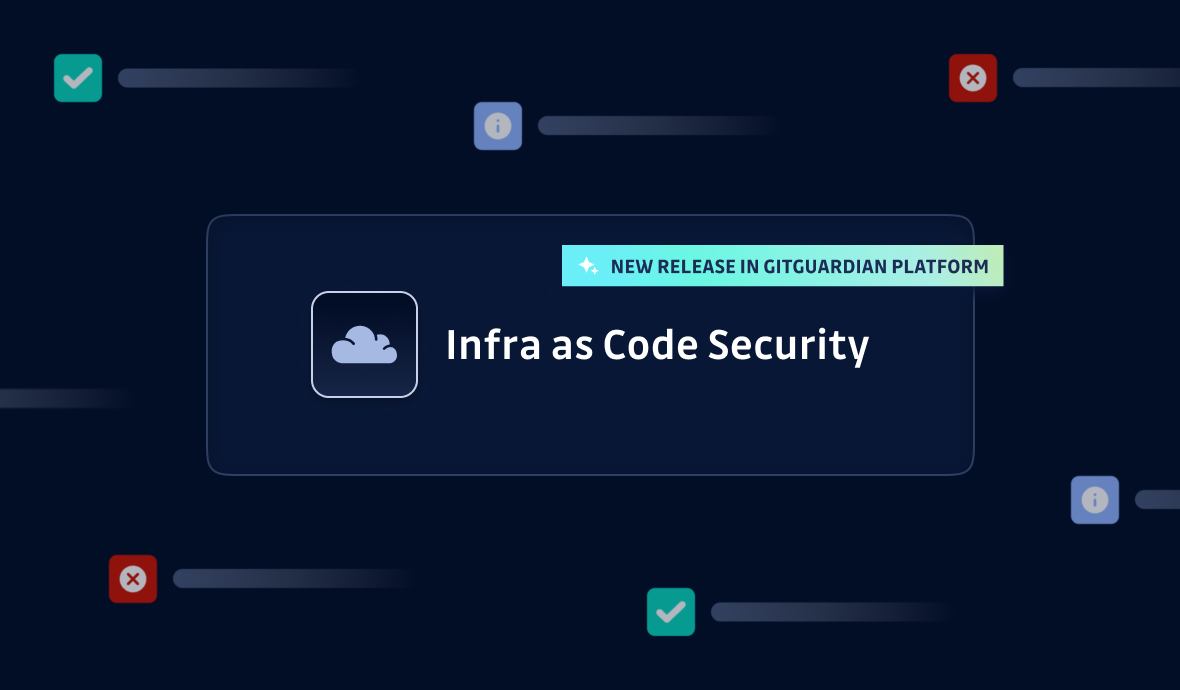 NEW RELEASE IN GITGUARDIAN PLATFORM
Infra as Code Security